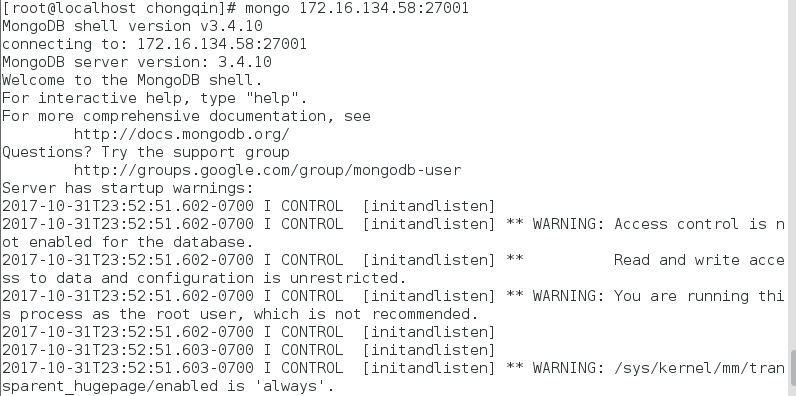 [root@localhost chongqin]# mongo 172.16.134.58:27001
MongoDB shell version v3.4.10
connecting to: 172.16.134.58:27001
MongoDB server version: 3.4.10
Welcome to the MongoDB shell.
For interactive help, type "help".
For more comprehensive documentation, see
        http://docs.mongodb.org/
Questions? Try the support group
        http://groups.google.com/group/mongodb-user
Server has startup warnings:
2017-10-31T23:52:51.602-0700 I CONTROL  [initandlisten]
2017-10-31T23:52:51.602-0700 I CONTROL  [initandlisten] ** WARNING: Access control is n
ot enabled for the database.
2017-10-31T23:52:51.602-0700 I CONTROL  [initandlisten] **          Read and write acce
ss to data and configuration is unrestricted.
2017-10-31T23:52:51.602-0700 I CONTROL  [initandlisten] ** WARNING: You are running thi
s process as the root user, which is not recommended.
2017-10-31T23:52:51.602-0700 I CONTROL  [initandlisten]
2017-10-31T23:52:51.603-0700 I CONTROL  [initandlisten]
2017-10-31T23:52:51.603-0700 I CONTROL  [initandlisten] ** WARNING: /sys/kernel/mm/tran
sparent_hugepage/enabled is 'always'.